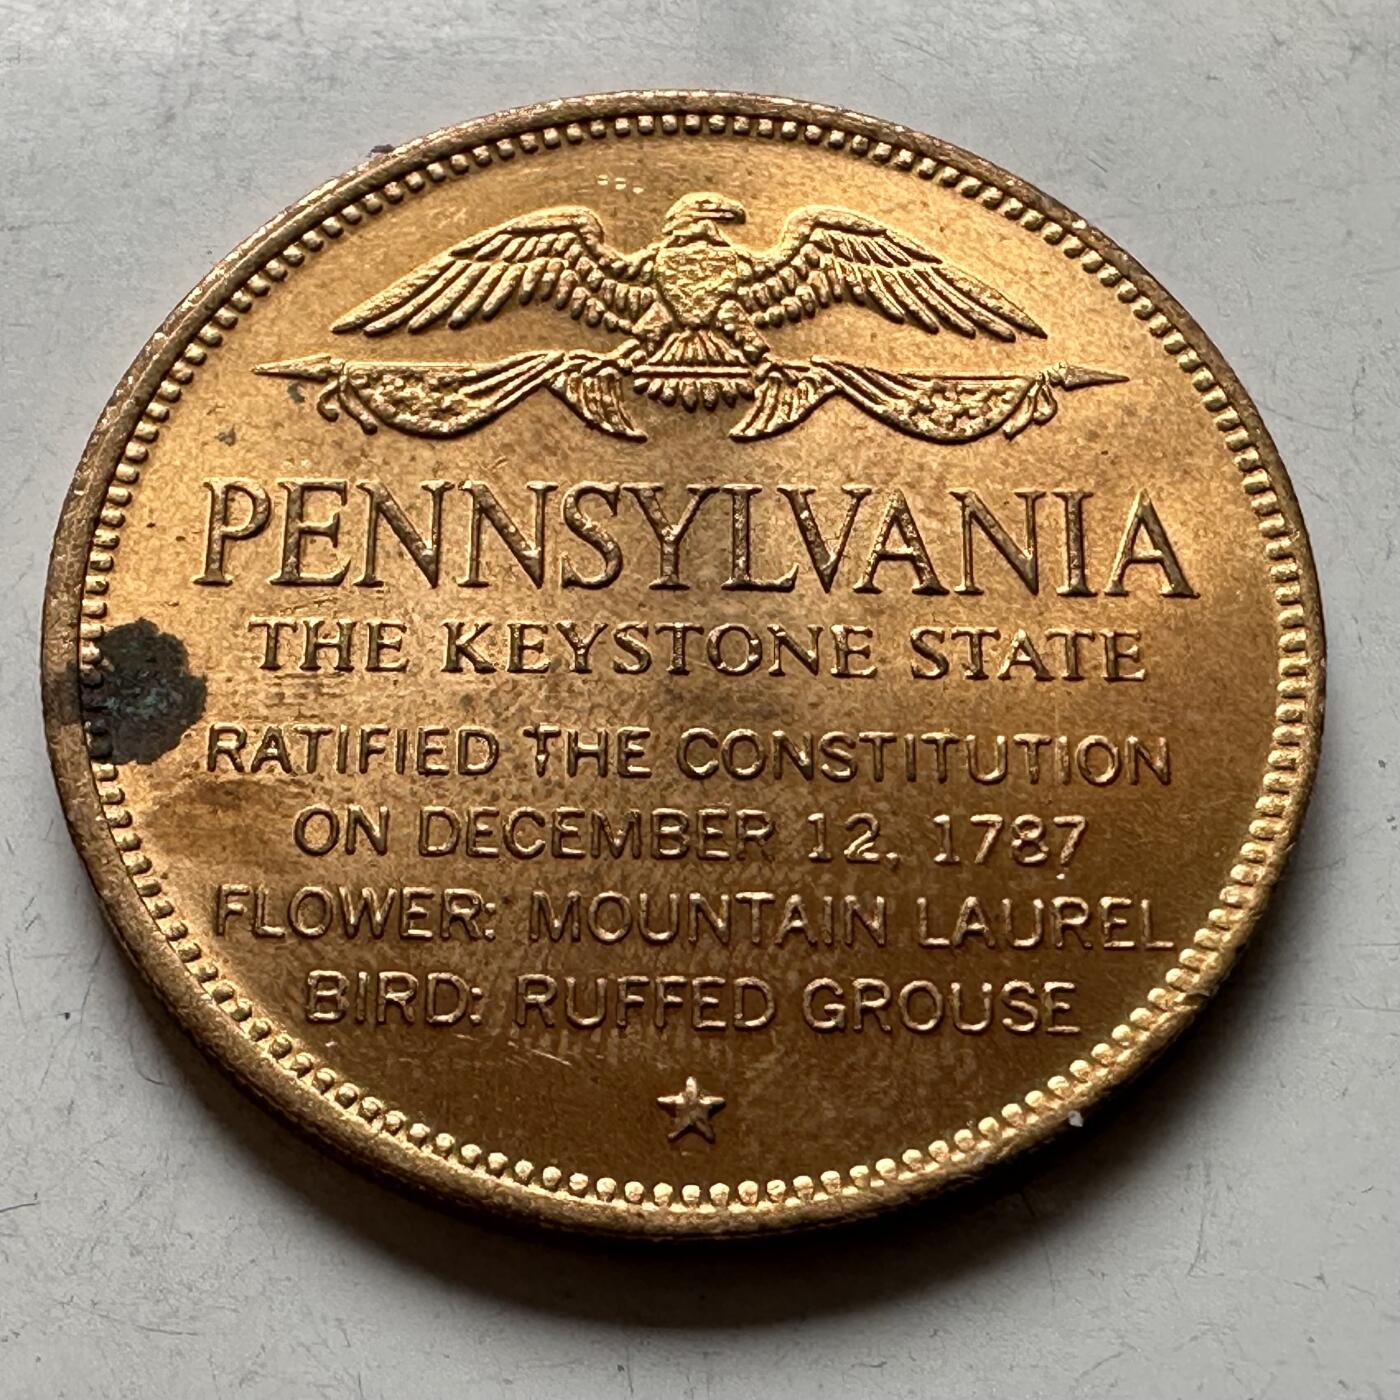 PENNSYLVANIA
THE KEYSTONE STATE
RATIFIED THE CONSTITUTION
ON DECEMBER 12, 1787
FLOWER: MOUNTAIN LAUREL
BIRD: RUFFED GROUSE